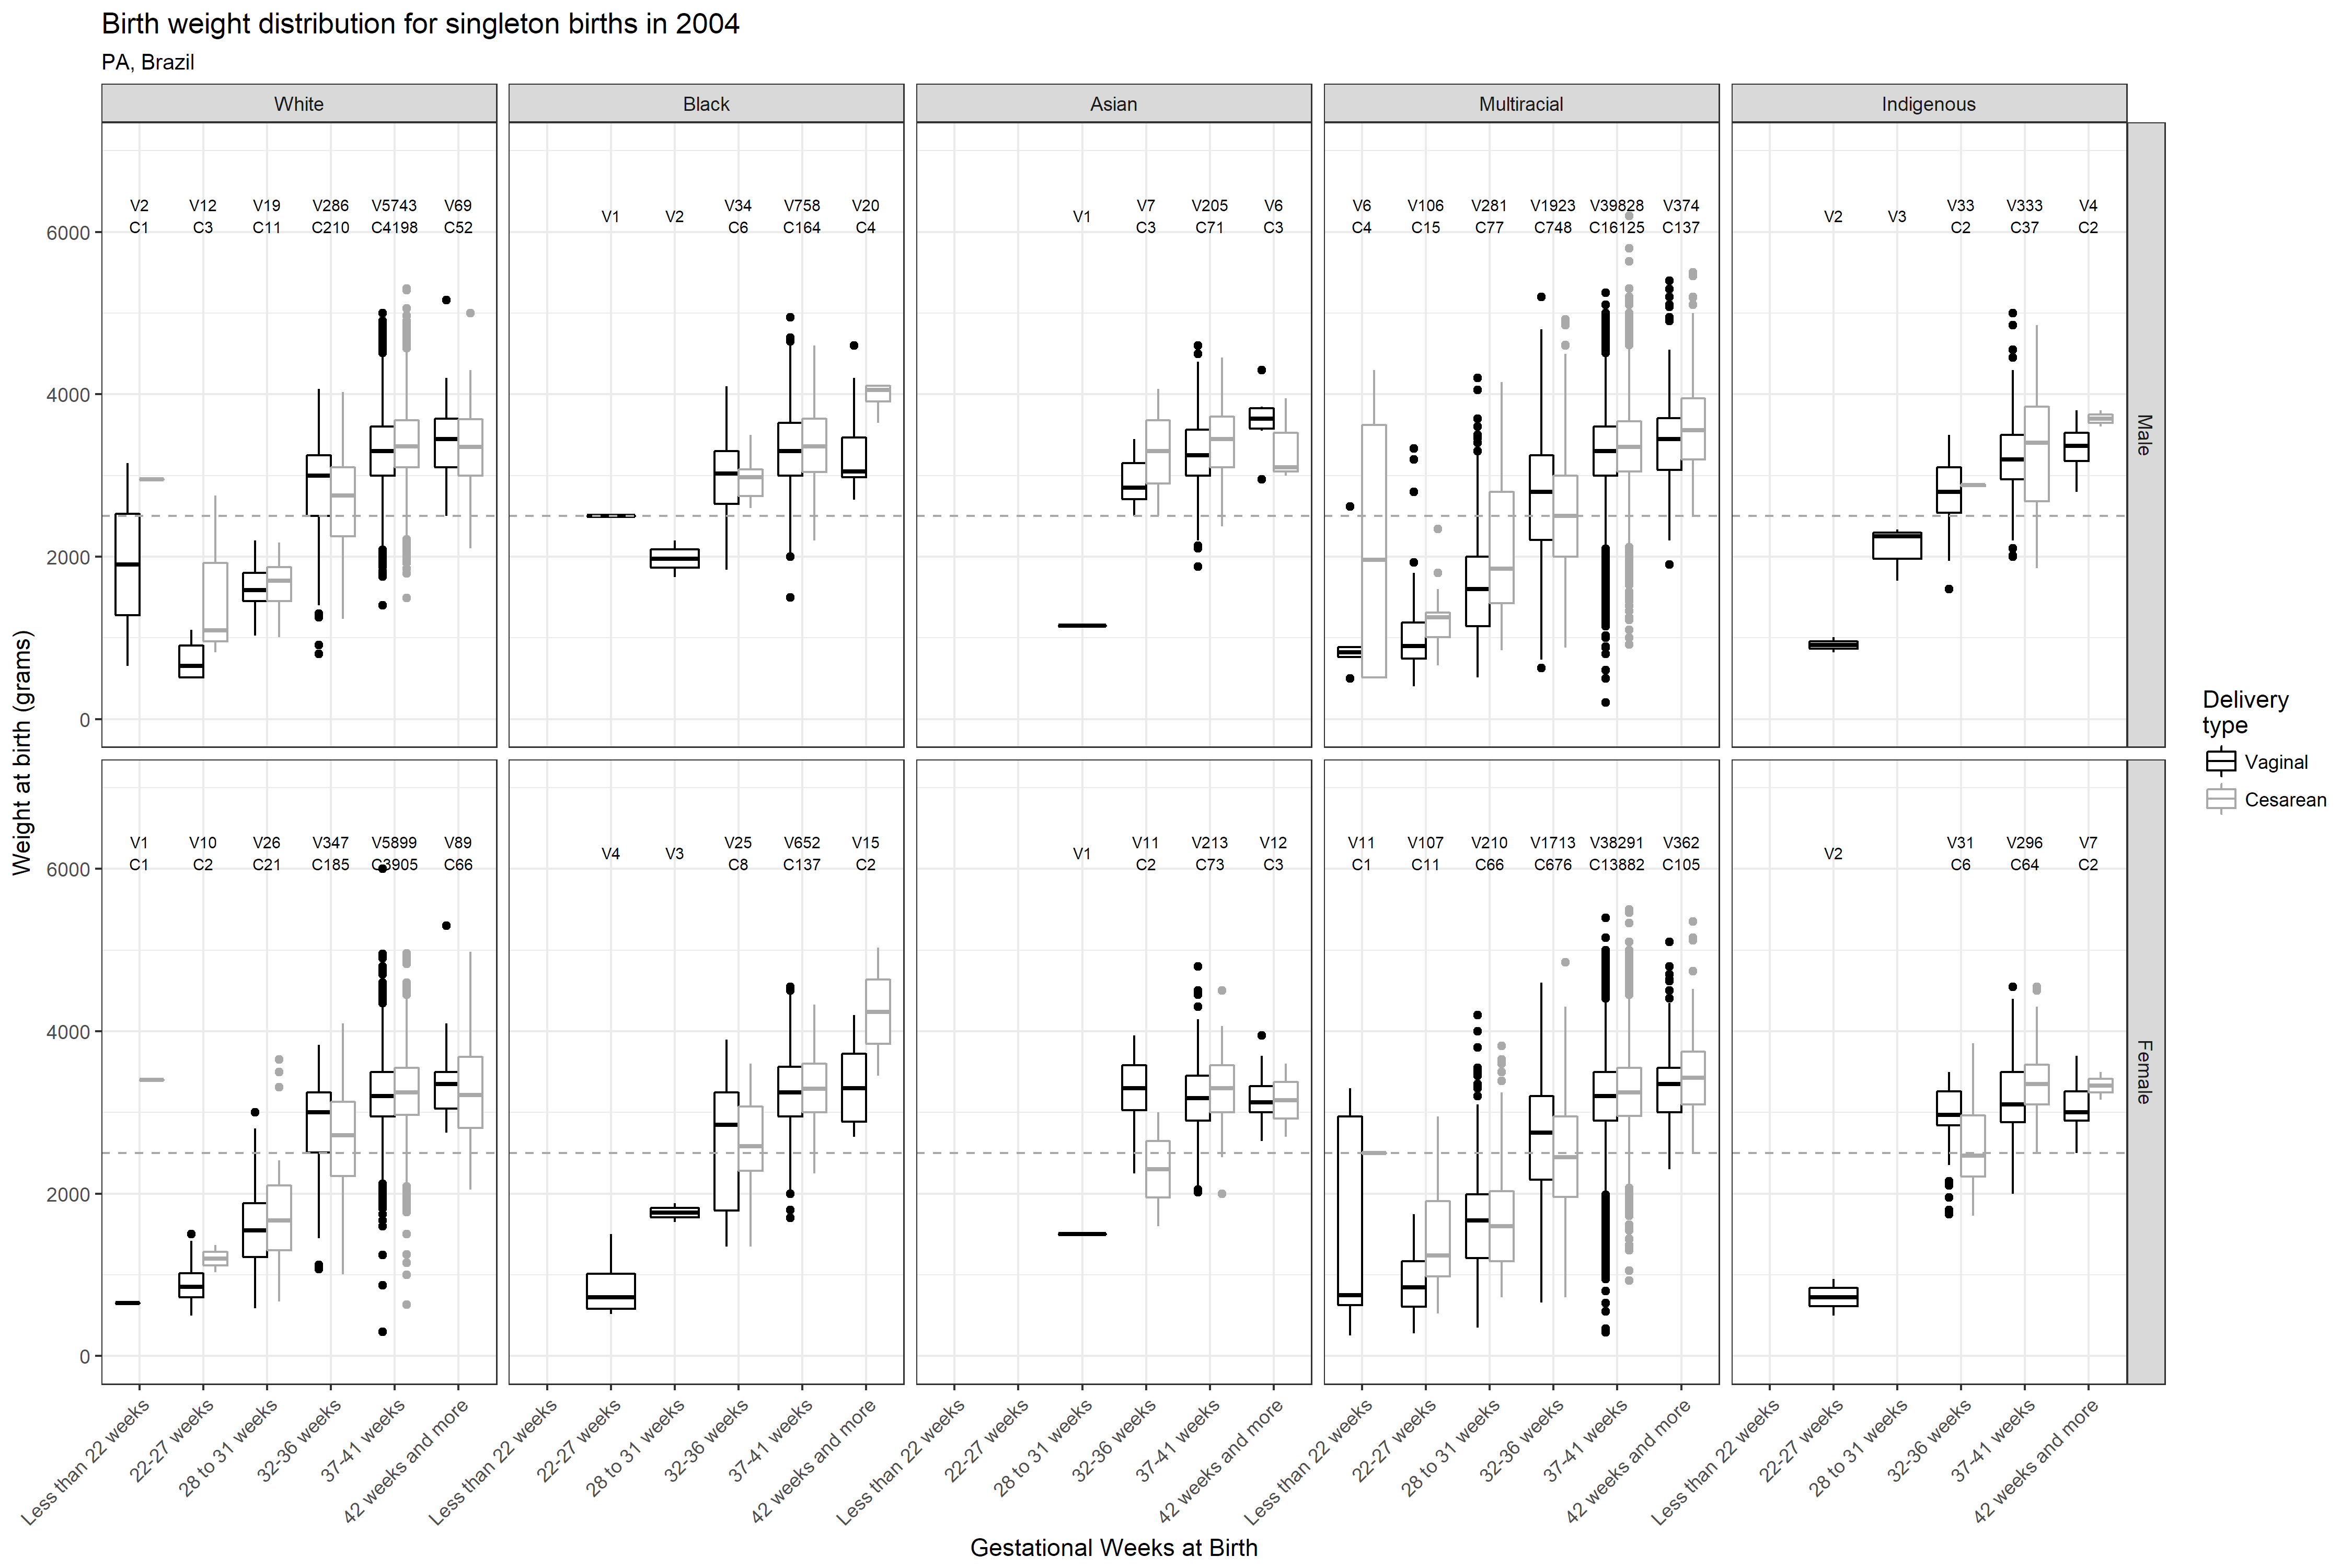 Birth weight distribution for singleton births in 2004
PA, Brazil
White Black Asian Multiracial Indigenous
V2 V12 V19 V286 V5743 V69
C1 C3 C11 C210 C4198 C52
V1 V2 V34 V758 V20
C6 C164 C4
V1 V7 V205 V6
C3 C71 C3
V6 V106 V281 V1923 V39828 V374
C4 C15 C77 C748 C16125 C137
V2 V3 V33 V333 V4
C2 C37 C2
Male
6000
4000
2000
0
V1 V10 V26 V347 V5899 V89
C1 C2 C21 C185 C3905 C66
V4 V3 V25 V652 V15
C8 C137 C2
V1 V11 V213 V12
C2 C73 C3
V11 V107 V210 V1713 V38291 V362
C1 C11 C66 C676 C13882 C105
V2 V31 V296 V7
C6 C64 C2
Female
6000
4000
2000
0
Weight at birth (grams)
Less than 22 weeks 22-27 weeks 28 to 31 weeks 32-36 weeks 37-41 weeks 42 weeks and more
Less than 22 weeks 22-27 weeks 28 to 31 weeks 32-36 weeks 37-41 weeks 42 weeks and more
Less than 22 weeks 22-27 weeks 28 to 31 weeks 32-36 weeks 37-41 weeks 42 weeks and more
Less than 22 weeks 22-27 weeks 28 to 31 weeks 32-36 weeks 37-41 weeks 42 weeks and more
Less than 22 weeks 22-27 weeks 28 to 31 weeks 32-36 weeks 37-41 weeks 42 weeks and more
Gestational Weeks at Birth
Delivery
type
Vaginal
Cesarean